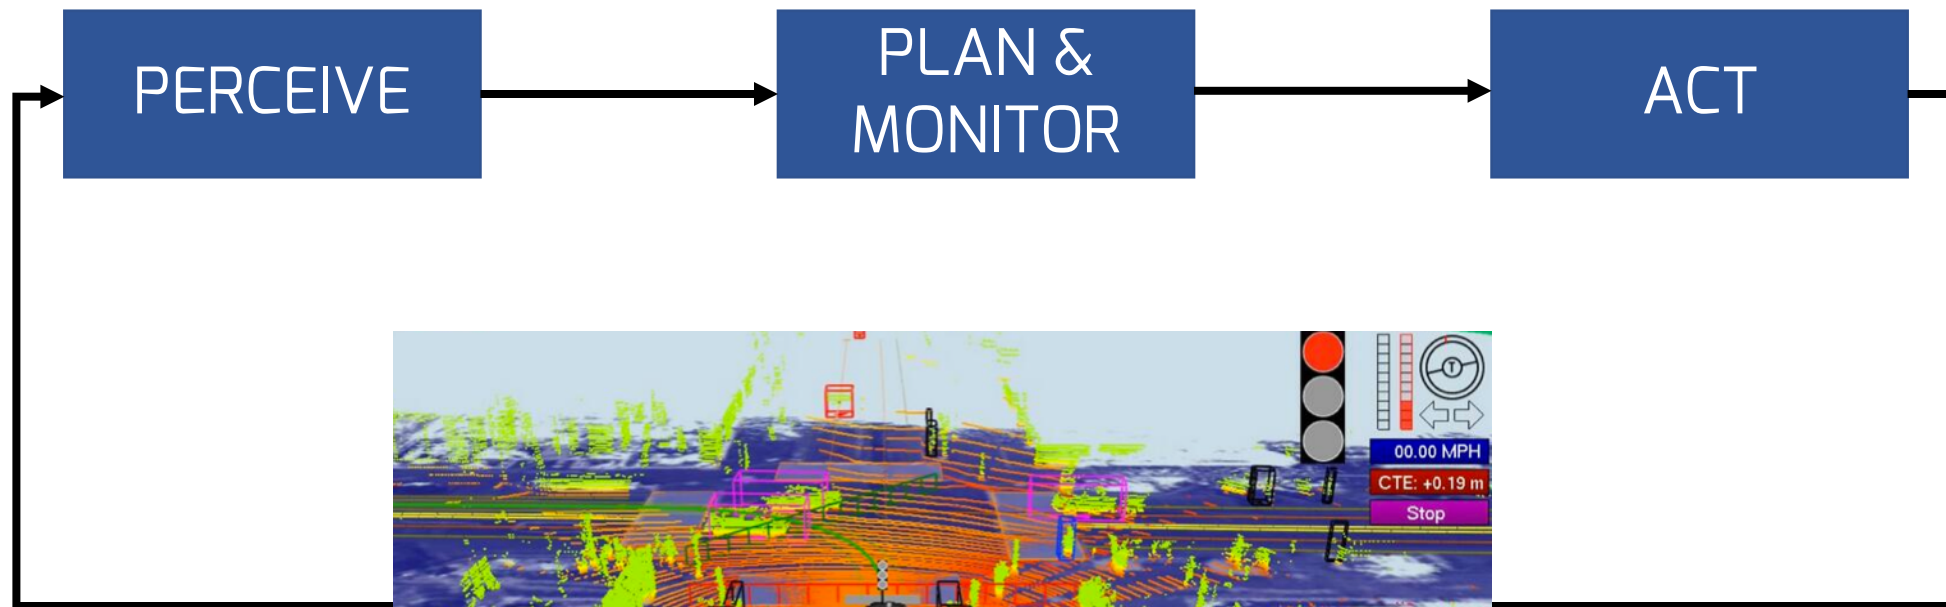 PERCEIVE
PLAN &
MONITOR
ACT
T
00.00 MPH
CTE: +0.19 m
Stop